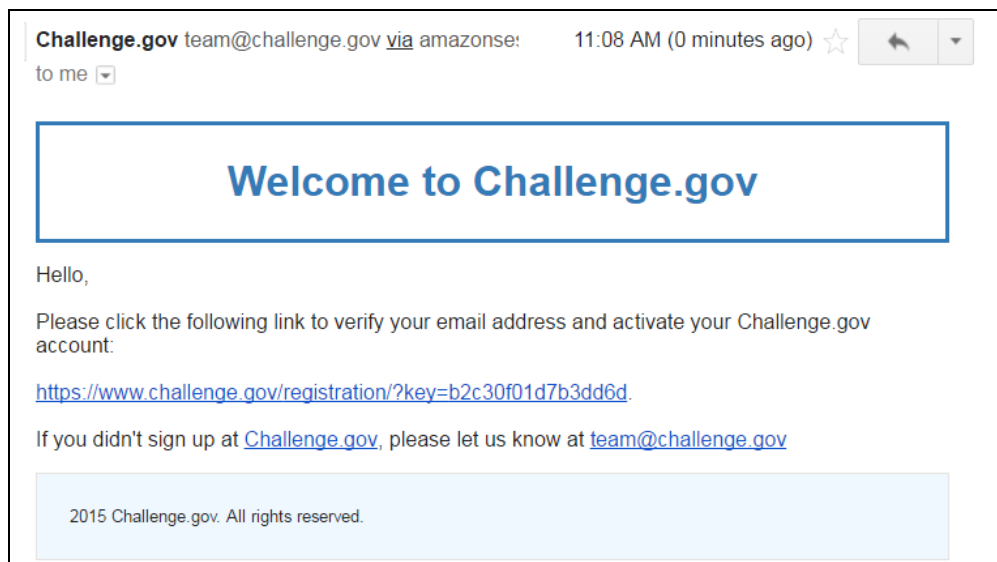 Challenge.gov team@challenge.gov via amazonses 11:08 AM (0 minutes ago)
to me
Welcome to Challenge.gov
Hello,
Please click the following link to verify your email address and activate your Challenge.gov
account:
https://www.challenge.gov/registration/?key=b2c30f01d7b3dd6d.
If you didn't sign up at Challenge.gov, please let us know at team@challenge.gov
2015 Challenge.gov. All rights reserved.